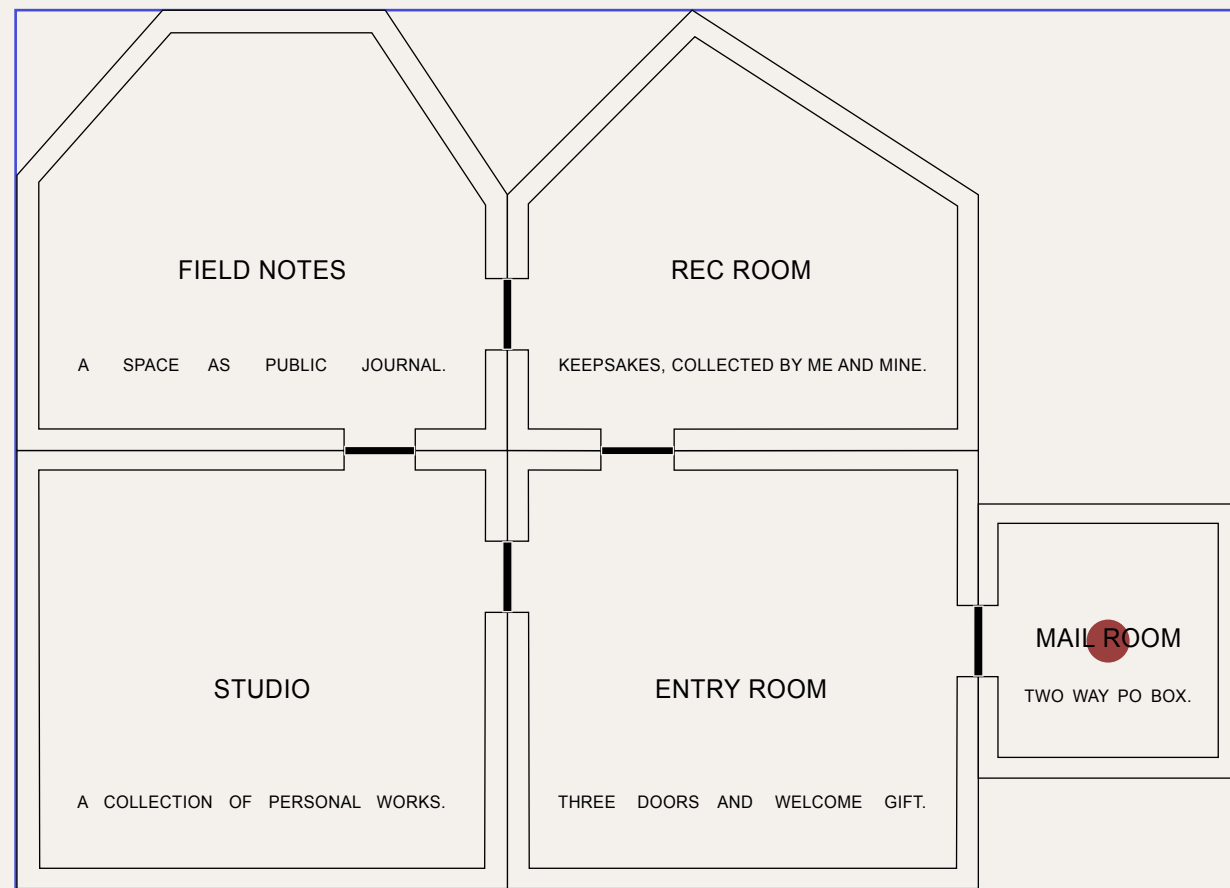 FIELD NOTES
A SPACE AS PUBLIC JOURNAL.
REC ROOM
KEEPSAKES, COLLECTED BY ME AND MINE.
STUDIO
A COLLECTION OF PERSONAL WORKS.
ENTRY ROOM
THREE DOORS AND WELCOME GIFT.
MAIL ROOM
TWO WAY PO BOX.